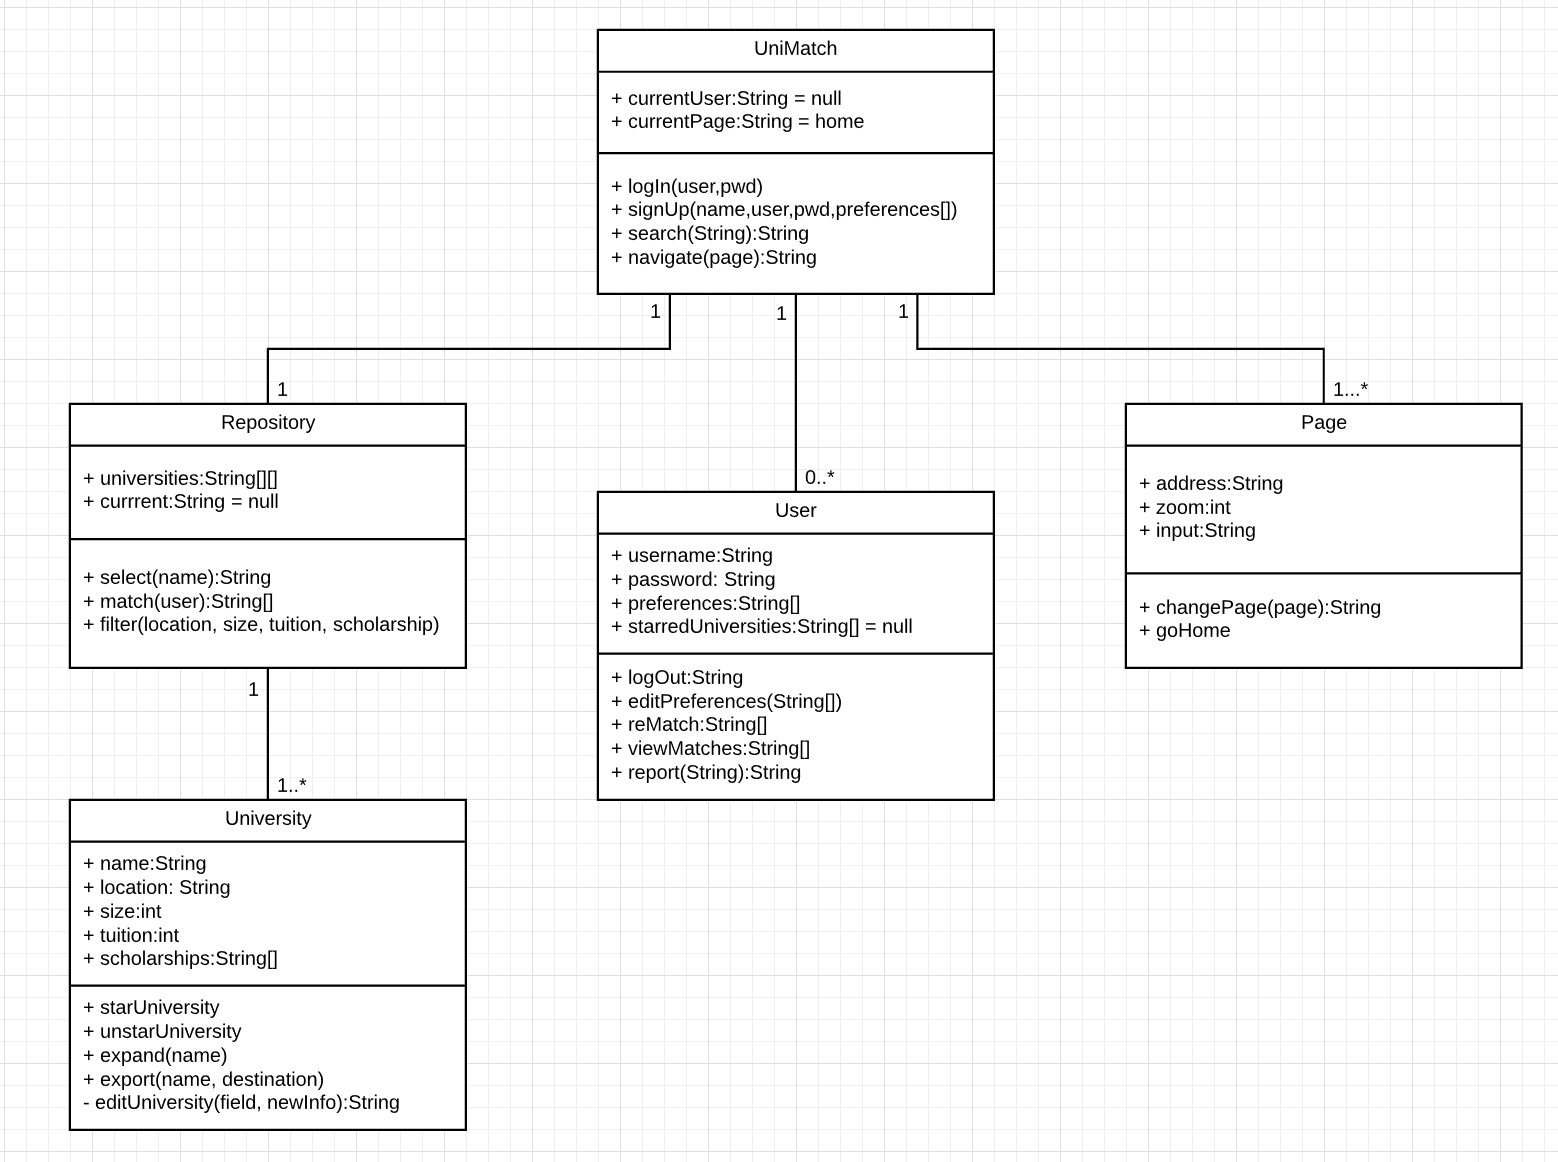 UniMatch
+ currentUser:String = null
+ currentPage:String = home
+ logIn(user,pwd)
+ signUp(name,user,pwd,preferences[])
+ search(String):String
+ navigate(page):String
1
1
1
1
Repository
+ universities:String[][]
+ currrent:String = null
+ select(name):String
+ match(user):String[]
+ filter(location, size, tuition, scholarship)
0..*
User
+ username:String
+ password: String
+ preferences:String[]
+ starredUniversities:String[] = null
+ logOut:String
+ editPreferences(String[])
+ reMatch:String[]
+ viewMatches:String[]
+ report(String):String
1...*
Page
+ address:String
+ zoom:int
+ input:String
+ changePage(page):String
+ goHome
1
1..*
University
+ name:String
+ location: String
+ size:int
+ tuition:int
+ scholarships:String[]
+ starUniversity
+ unstarUniversity
+ expand(name)
+ export(name, destination)
- editUniversity(field, newInfo):String